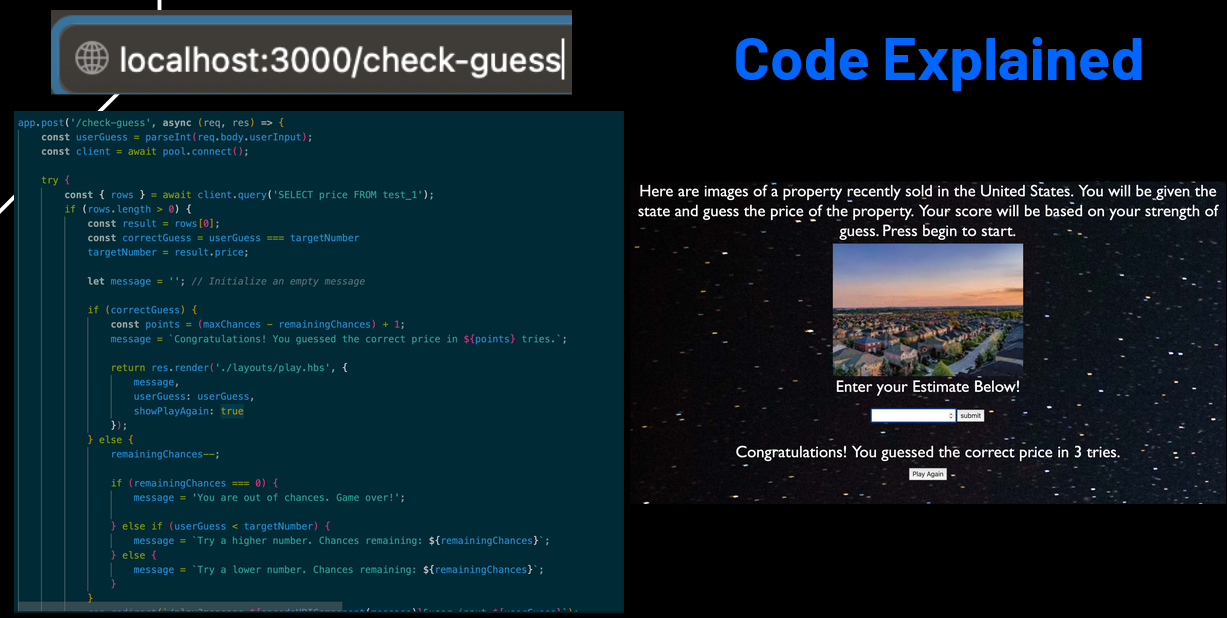 localhost:3000/check-guess
Code Explained
app.post('/check-guess', async (req, res) => {
const userGuess = parseInt(req.body.userInput);
const client = await pool.connect();
try {
const { rows } = await client.query('SELECT price FROM test_1');
if (rows.length > 0) {
const result = rows[0];
const correctGuess = userGuess === targetNumber
targetNumber = result.price;
let message = ''; // Initialize an empty message
if (correctGuess) {
const points = (maxChances - remainingChances) + 1;
message = `Congratulations! You guessed the correct price in ${points} tries.`;
return res.render('./layouts/play.hbs', {
message,
userGuess: userGuess,
showPlayAgain: true
});
} else {
remainingChances--;
if (remainingChances === 0) {
message = 'You are out of chances. Game over!';
} else if (userGuess < targetNumber) {
message = `Try a higher number. Chances remaining: ${remainingChances}`;
} else {
message = `Try a lower number. Chances remaining: ${remainingChances}`;
}
}
Here are images of a property recently sold in the United States. You will be given the
state and guess the price of the property. Your score will be based on your strength of
guess. Press begin to start.
Enter your Estimate Below!
submit
Congratulations! You guessed the correct price in 3 tries.
Play Again